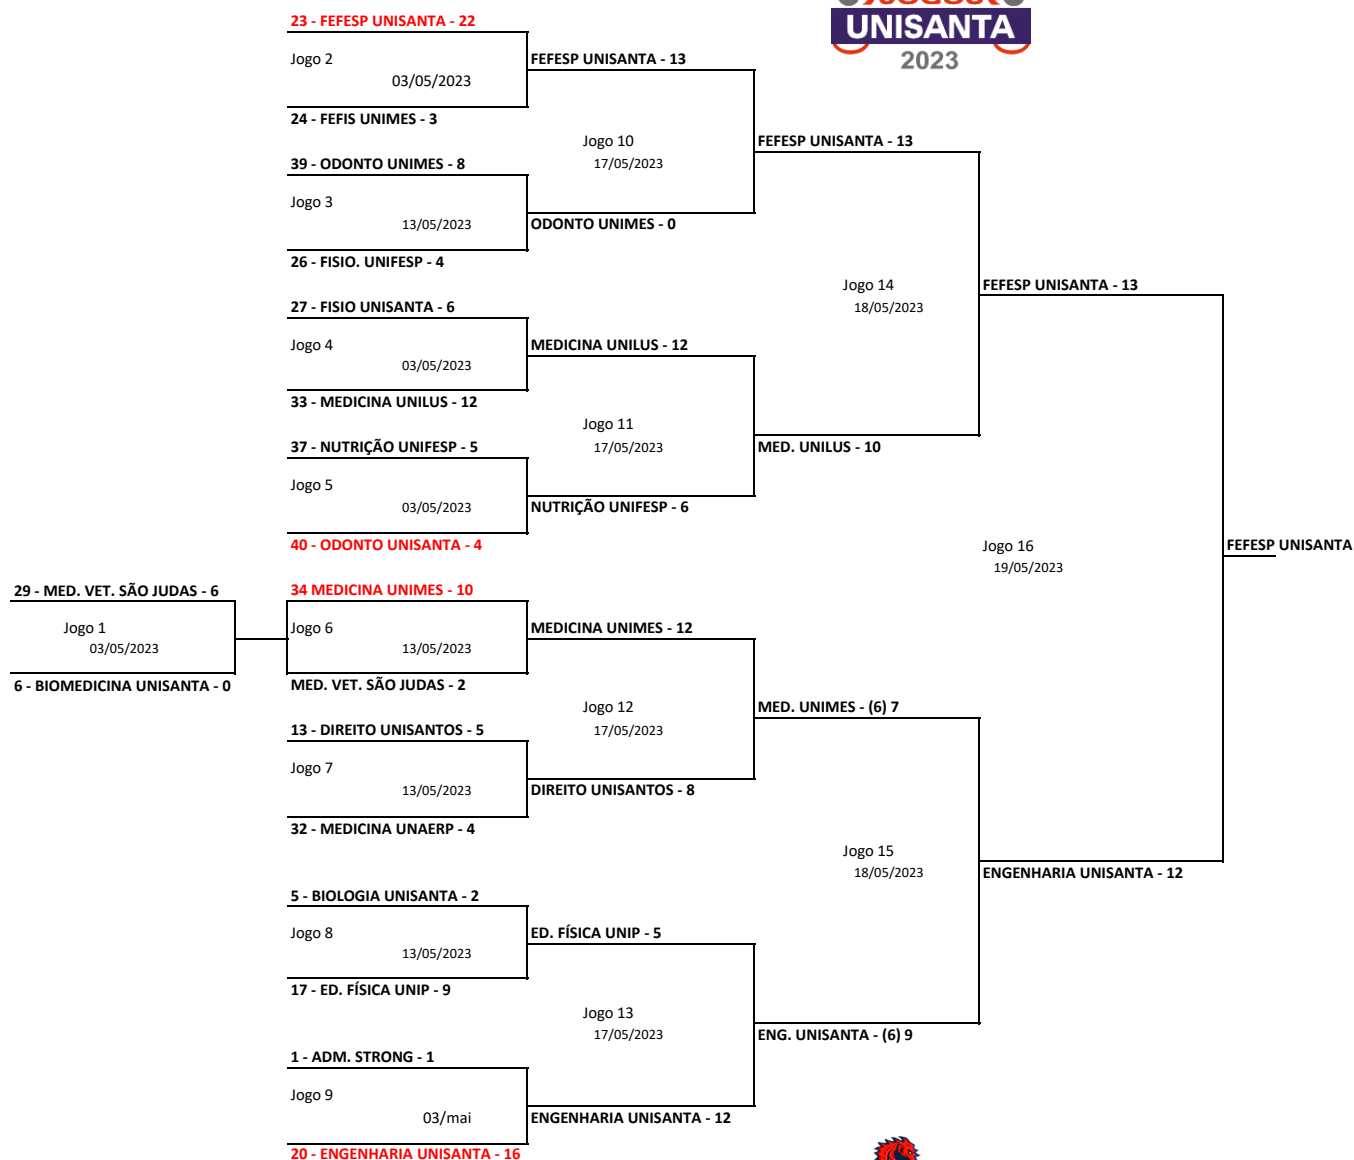 UNISANTA
2023
23 - FEFESP UNISANTA - 22
Jogo 2
03/05/2023
24 - FEFIS UNIMES - 3
FEFESP UNISANTA - 13
Jogo 10
17/05/2023
39 - ODONTO UNIMES - 8
Jogo 3
13/05/2023
26 - FISIO. UNIFESP - 4
ODONTO UNIMES - 0
FEFESP UNISANTA - 13
27 - FISIO UNISANTA - 6
Jogo 4
03/05/2023
33 - MEDICINA UNILUS - 12
MEDICINA UNILUS - 12
Jogo 11
17/05/2023
37 - NUTRIÇÃO UNIFESP - 5
Jogo 5
03/05/2023
40 - ODONTO UNISANTA - 4
NUTRIÇÃO UNIFESP - 6
MED. UNILUS - 10
Jogo 14
18/05/2023
FEFESP UNISANTA - 13
Jogo 16
19/05/2023
FEFESP UNISANTA
29 - MED. VET. SÃO JUDAS - 6
Jogo 1
03/05/2023
6 - BIOMEDICINA UNISANTA - 0
34 MEDICINA UNIMES - 10
Jogo 6
13/05/2023
MED. VET. SÃO JUDAS - 2
MEDICINA UNIMES - 12
Jogo 12
17/05/2023
13 - DIREITO UNISANTOS - 5
Jogo 7
13/05/2023
32 - MEDICINA UNAERP - 4
DIREITO UNISANTOS - 8
MED. UNIMES - (6) 7
Jogo 15
18/05/2023
ENGENHARIA UNISANTA - 12
5 - BIOLOGIA UNISANTA - 2
Jogo 8
13/05/2023
17 - ED. FÍSICA UNIP - 9
ED. FÍSICA UNIP - 5
Jogo 13
17/05/2023
ENG. UNISANTA - (6) 9
1 - ADM. STRONG - 1
Jogo 9
03/mai
20 - ENGENHARIA UNISANTA - 16
ENGENHARIA UNISANTA - 12